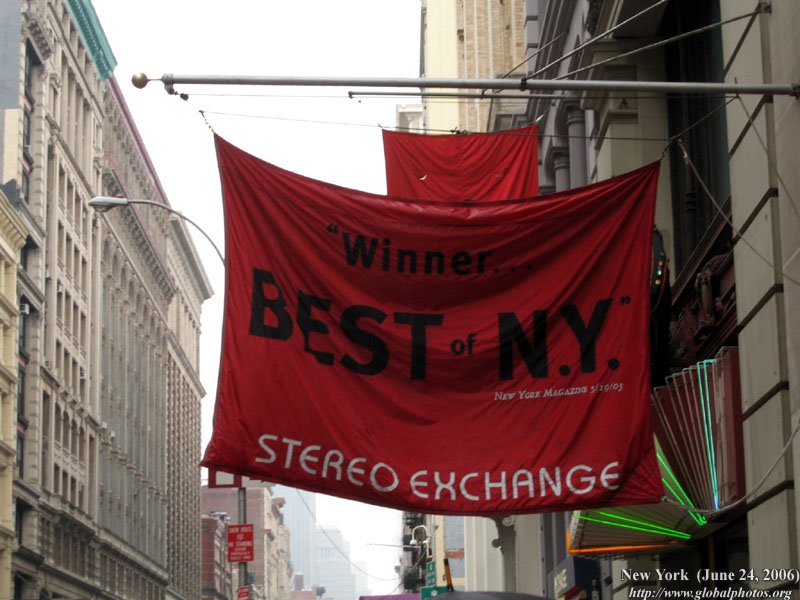 "Winner...
BEST of N.Y."
New York Magazine 5/19/03
STEREO EXCHANGE
New York (June 24, 2006)
http://www.globalphotos.org